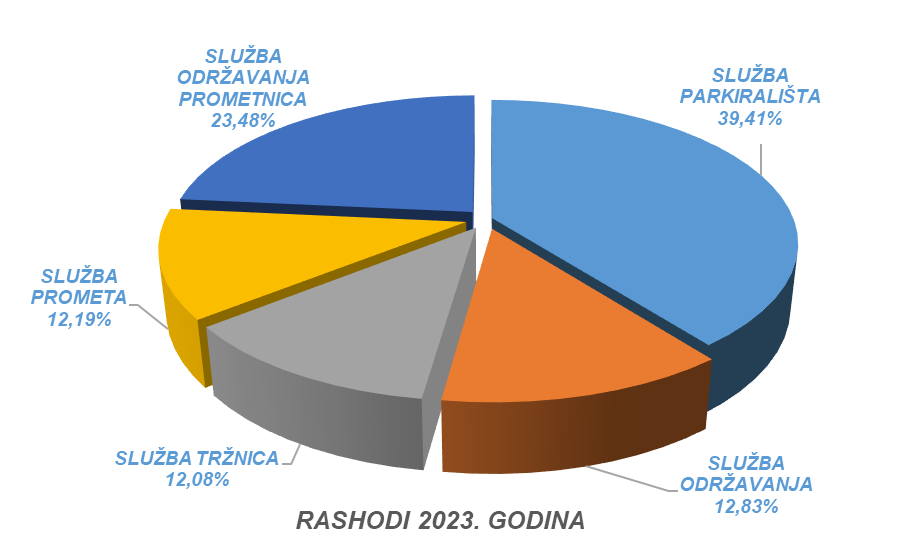 SLUŽBA
ODRŽAVANJA
PROMETNICA
23,48%
SLUŽBA
PARKIRALIŠTA
39,41%
SLUŽBA
PROMETA
12,19%
SLUŽBA TRŽNICA
12,08%
SLUŽBA
ODRŽAVANJA
12,83%
RASHODI 2023. GODINA